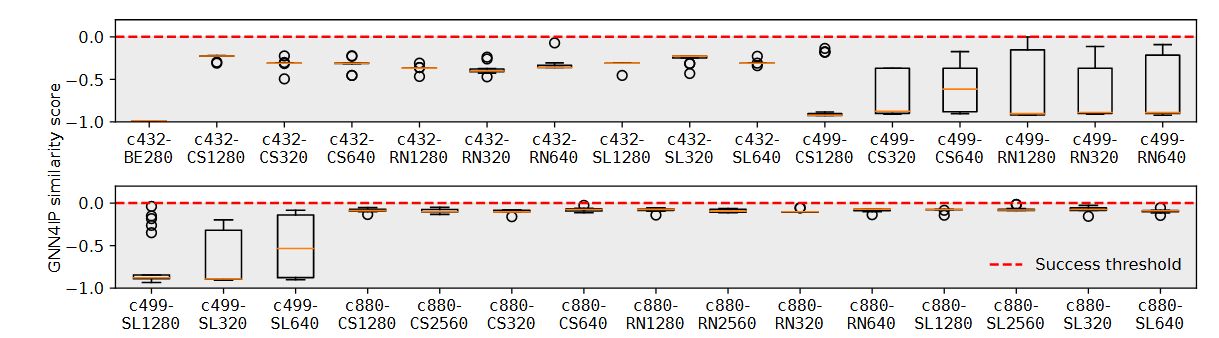 GNN4IP similarity score
0.0
−0.5
−1.0
c432-
BE280
c432-
CS1280
c432-
CS320
c432-
CS640
c432-
RN1280
c432-
RN320
c432-
RN640
c432-
SL1280
c432-
SL320
c432-
SL640
c499-
CS1280
c499-
CS320
c499-
CS640
c499-
RN1280
c499-
RN320
c499-
RN640
0.0
−0.5
−1.0
Success threshold
c499-
SL1280
c499-
SL320
c499-
SL640
c880-
CS1280
c880-
CS2560
c880-
CS320
c880-
CS640
c880-
RN1280
c880-
RN2560
c880-
RN320
c880-
RN640
c880-
SL1280
c880-
SL2560
c880-
SL320
c880-
SL640